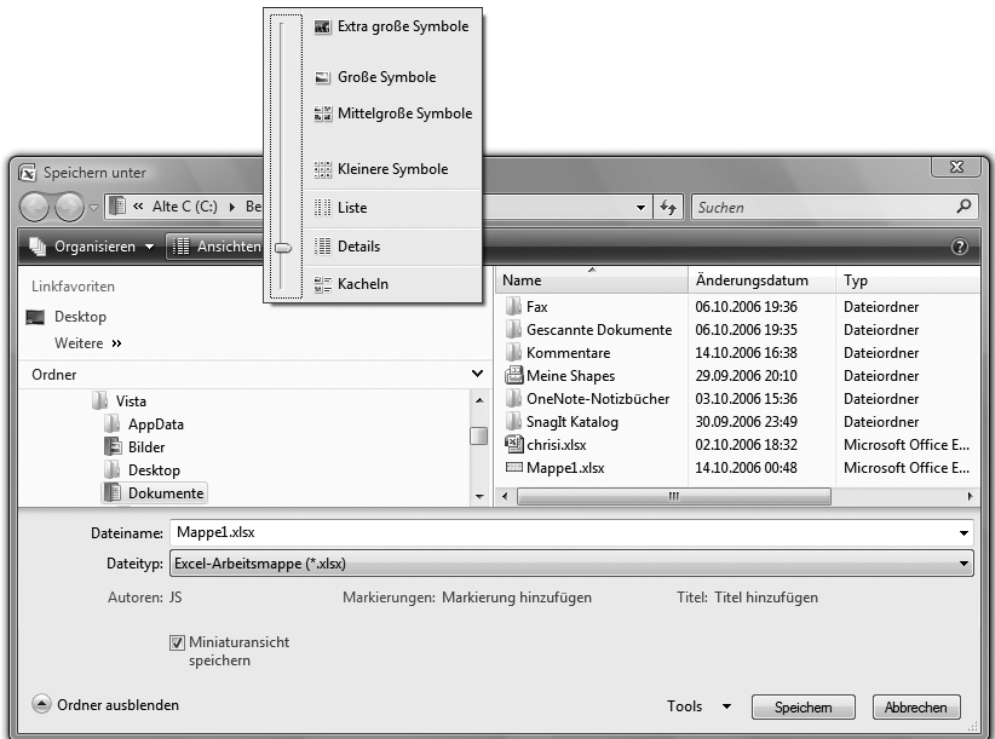 Extra große Symbole
Große Symbole
Mittelgroße Symbole
Kleinere Symbole
Liste
Details
Kacheln
Speichern unter
« Alte C (C:) Be
Suchen
Organisieren Ansichten
Linkfavoriten
Desktop
Weitere »
Ordner
Vista
AppData
Bilder
Desktop
Dokumente
Name Änderungsdatum Typ
Fax 06.10.2006 19:36 Dateiordner
Gescannte Dokumente 06.10.2006 19:35 Dateiordner
Kommentare 14.10.2006 16:38 Dateiordner
Meine Shapes 29.09.2006 20:10 Dateiordner
OneNote-Notizbücher 03.10.2006 15:36 Dateiordner
SnagIt Katalog 30.09.2006 23:49 Dateiordner
chrisi.xlsx 02.10.2006 18:32 Microsoft Office E...
Mappe1.xlsx 14.10.2006 00:48 Microsoft Office E...
Dateiname: Mappe1.xlsx
Dateityp: Excel-Arbeitsmappe (*.xlsx)
Autoren: JS Markierungen: Markierung hinzufügen Titel: Titel hinzufügen
Miniaturansicht
speichern
Ordner ausblenden Tools Speichern Abbrechen